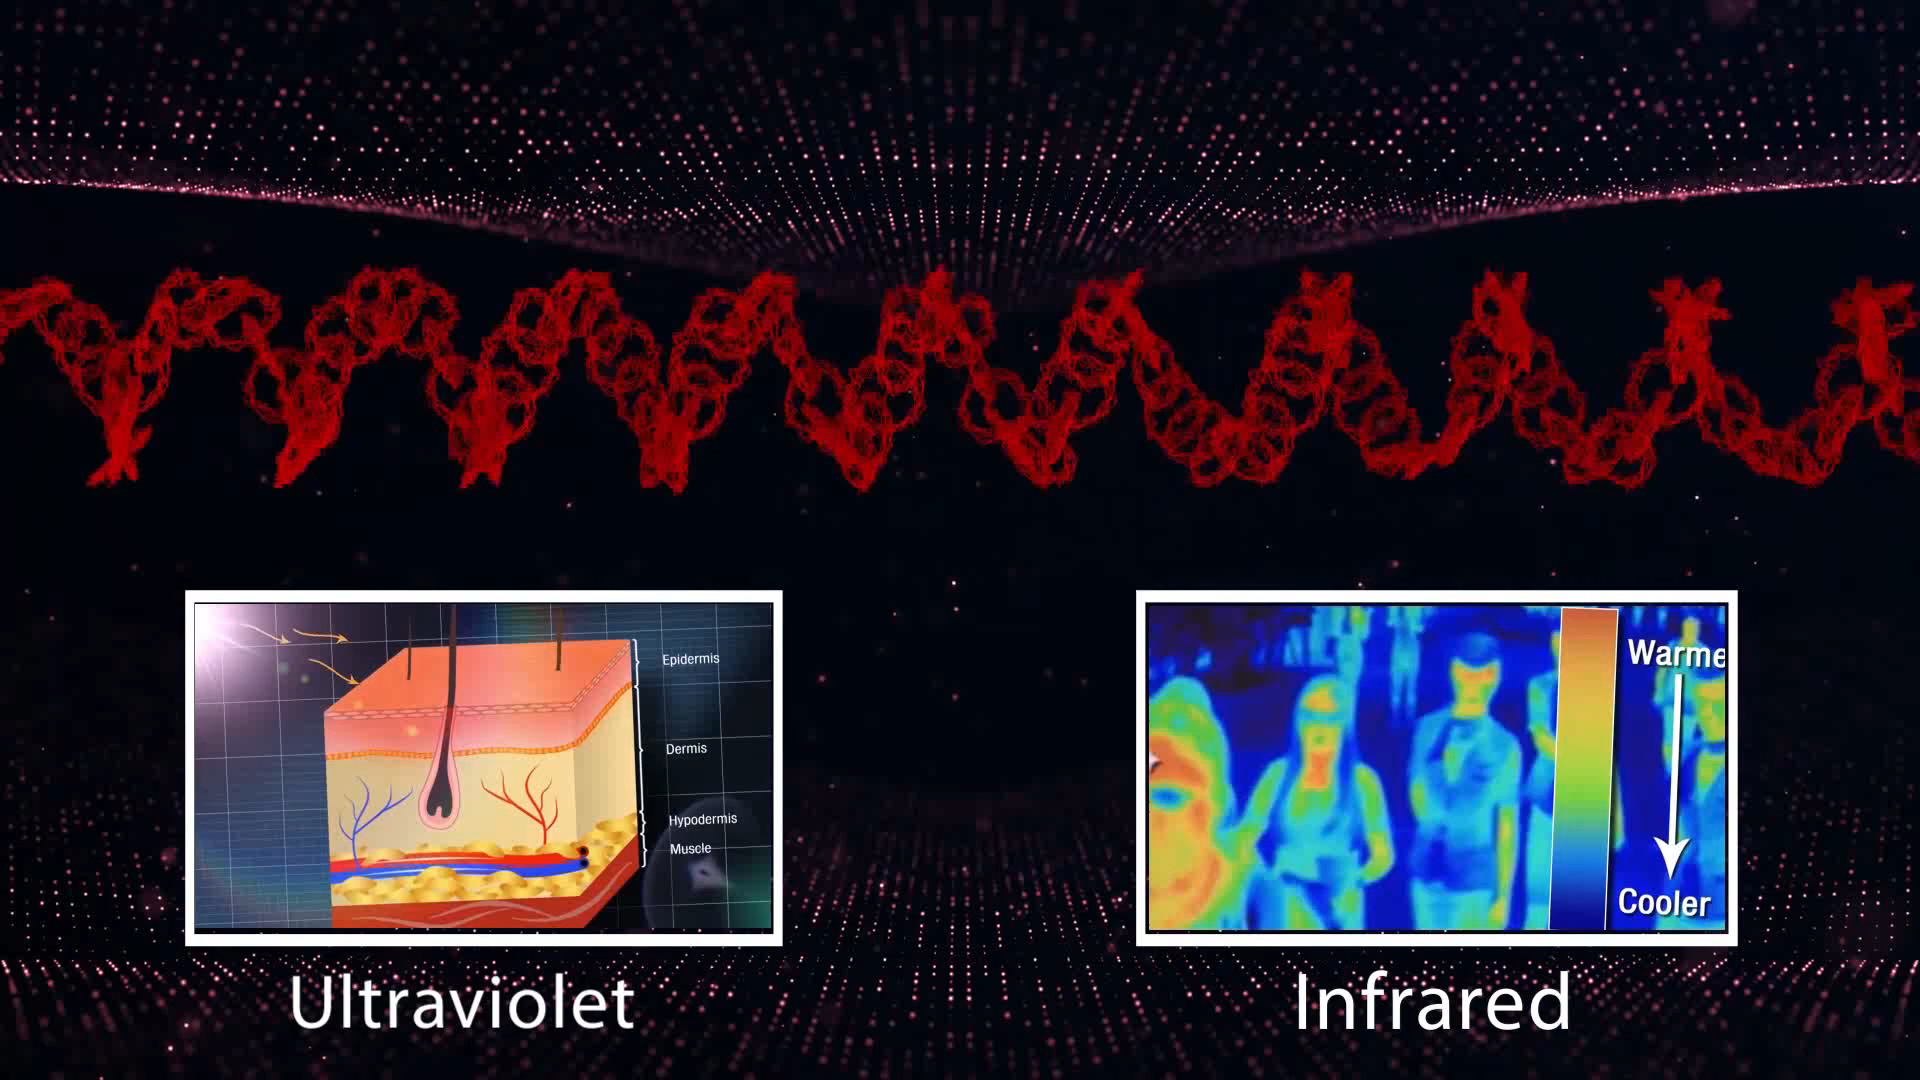 Epidermis
Dermis
Hypodermis
Muscle
Ultraviolet
Warme
Cooler
Infrared